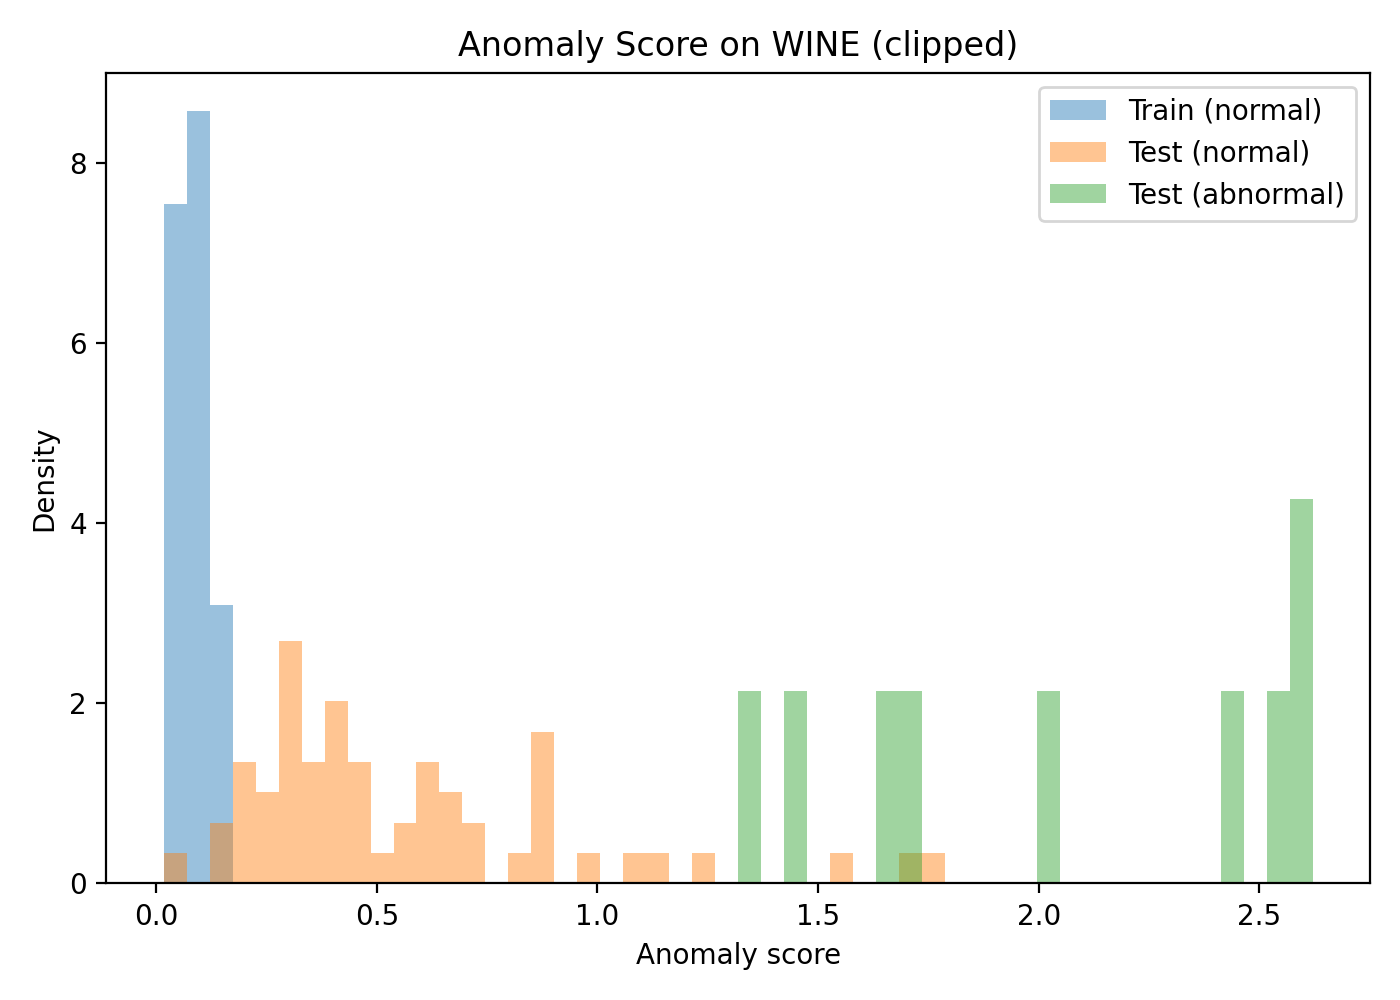 Anomaly Score on WINE (clipped)
Train (normal)
Test (normal)
Test (abnormal)
Density
8
6
4
2
0
0.0 0.5 1.0 1.5 2.0 2.5
Anomaly score